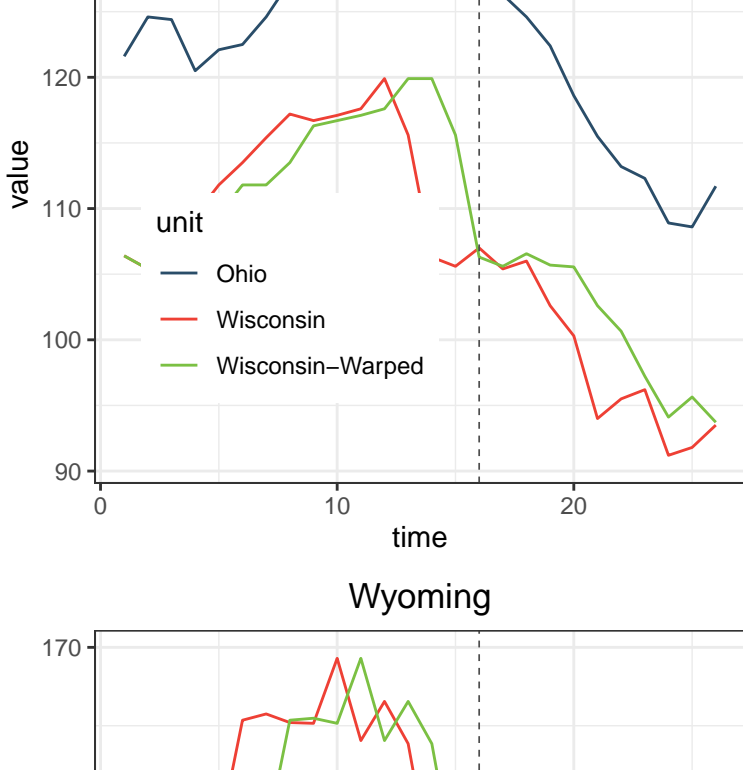 120
110
100
90
value
unit
Ohio
Wisconsin
Wisconsin−Warped
0 10 20
time
Wyoming
170